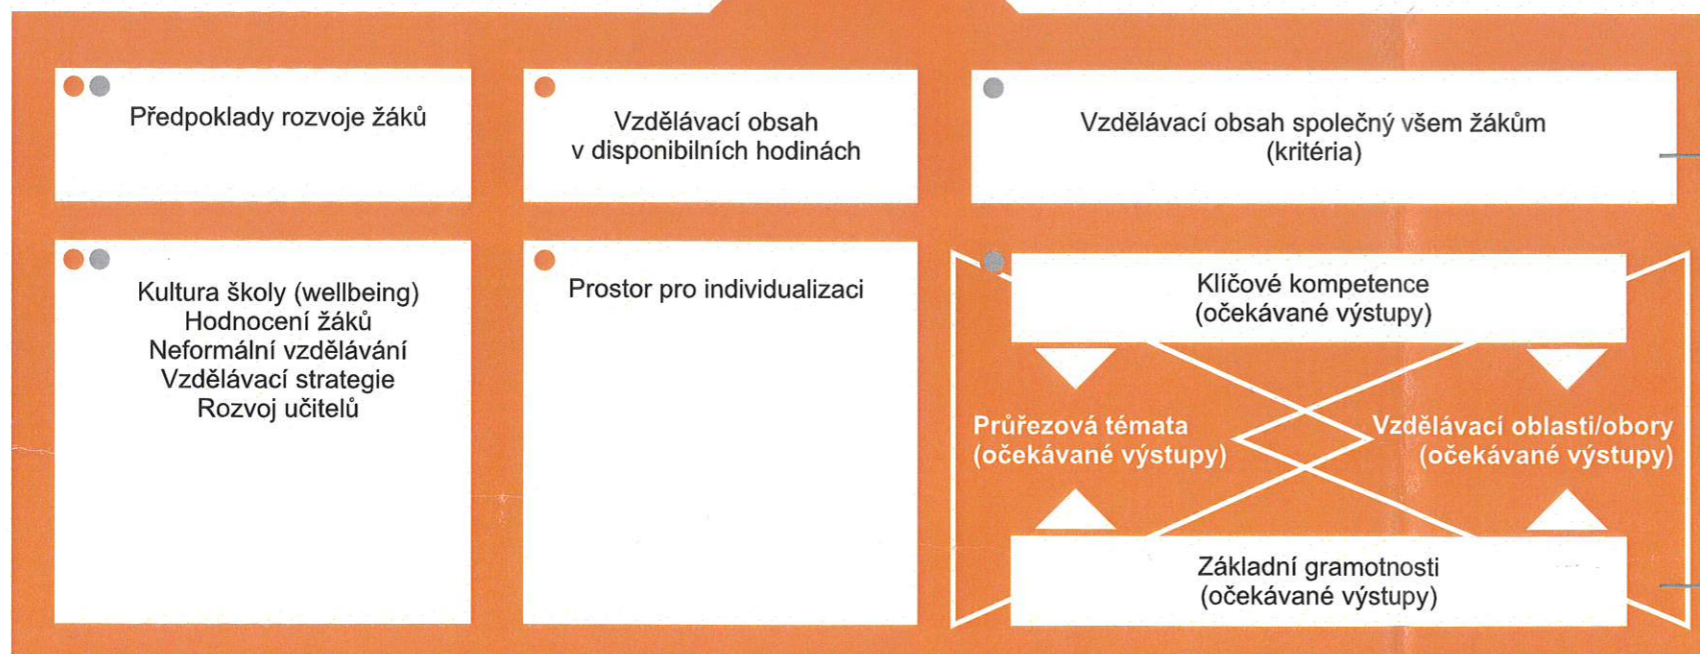 Předpoklady rozvoje žáků
Vzdělávací obsah
v disponibilních hodinách
Vzdělávací obsah společný všem žákům
(kritéria)
Kultura školy (wellbeing)
Hodnocení žáků
Neformální vzdělávání
Vzdělávací strategie
Rozvoj učitelů
Prostor pro individualizaci
Klíčové kompetence
(očekávané výstupy)
Průřezová témata
(očekávané výstupy)
Vzdělávací oblasti/obory
(očekávané výstupy)
Základní gramotnosti
(očekávané výstupy)